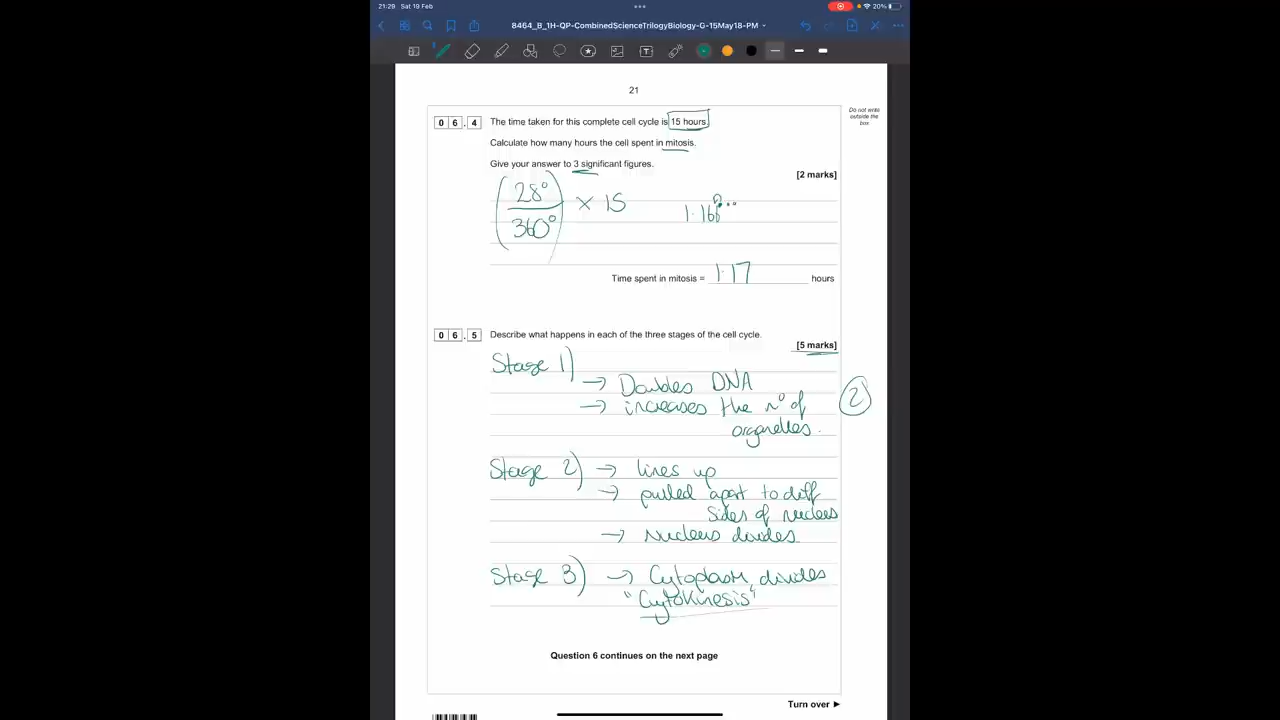 21:29 Sat 19 Feb
20%
8464_B_1H-QP-CombinedScienceTrilogyBiology-G-15May18-PM
21
Do not write
outside the
box
0 6 . 4 The time taken for this complete cell cycle is 15 hours.
Calculate how many hours the cell spent in mitosis.
Give your answer to 3 significant figures.
[2 marks]
(28°/360°) × 15 1.166...
Time spent in mitosis = 1.17 hours
0 6 . 5 Describe what happens in each of the three stages of the cell cycle.
[5 marks]
Stage 1)
→ Doubles DNA
→ increases the nº of
organelles.
2
Stage 2) → lines up
→ pulled apart to diff
sides of nucleus
→ Nucleus divides
Stage 3) → Cytoplasm divides
"Cytokinesis"
Question 6 continues on the next page
Turn over ►